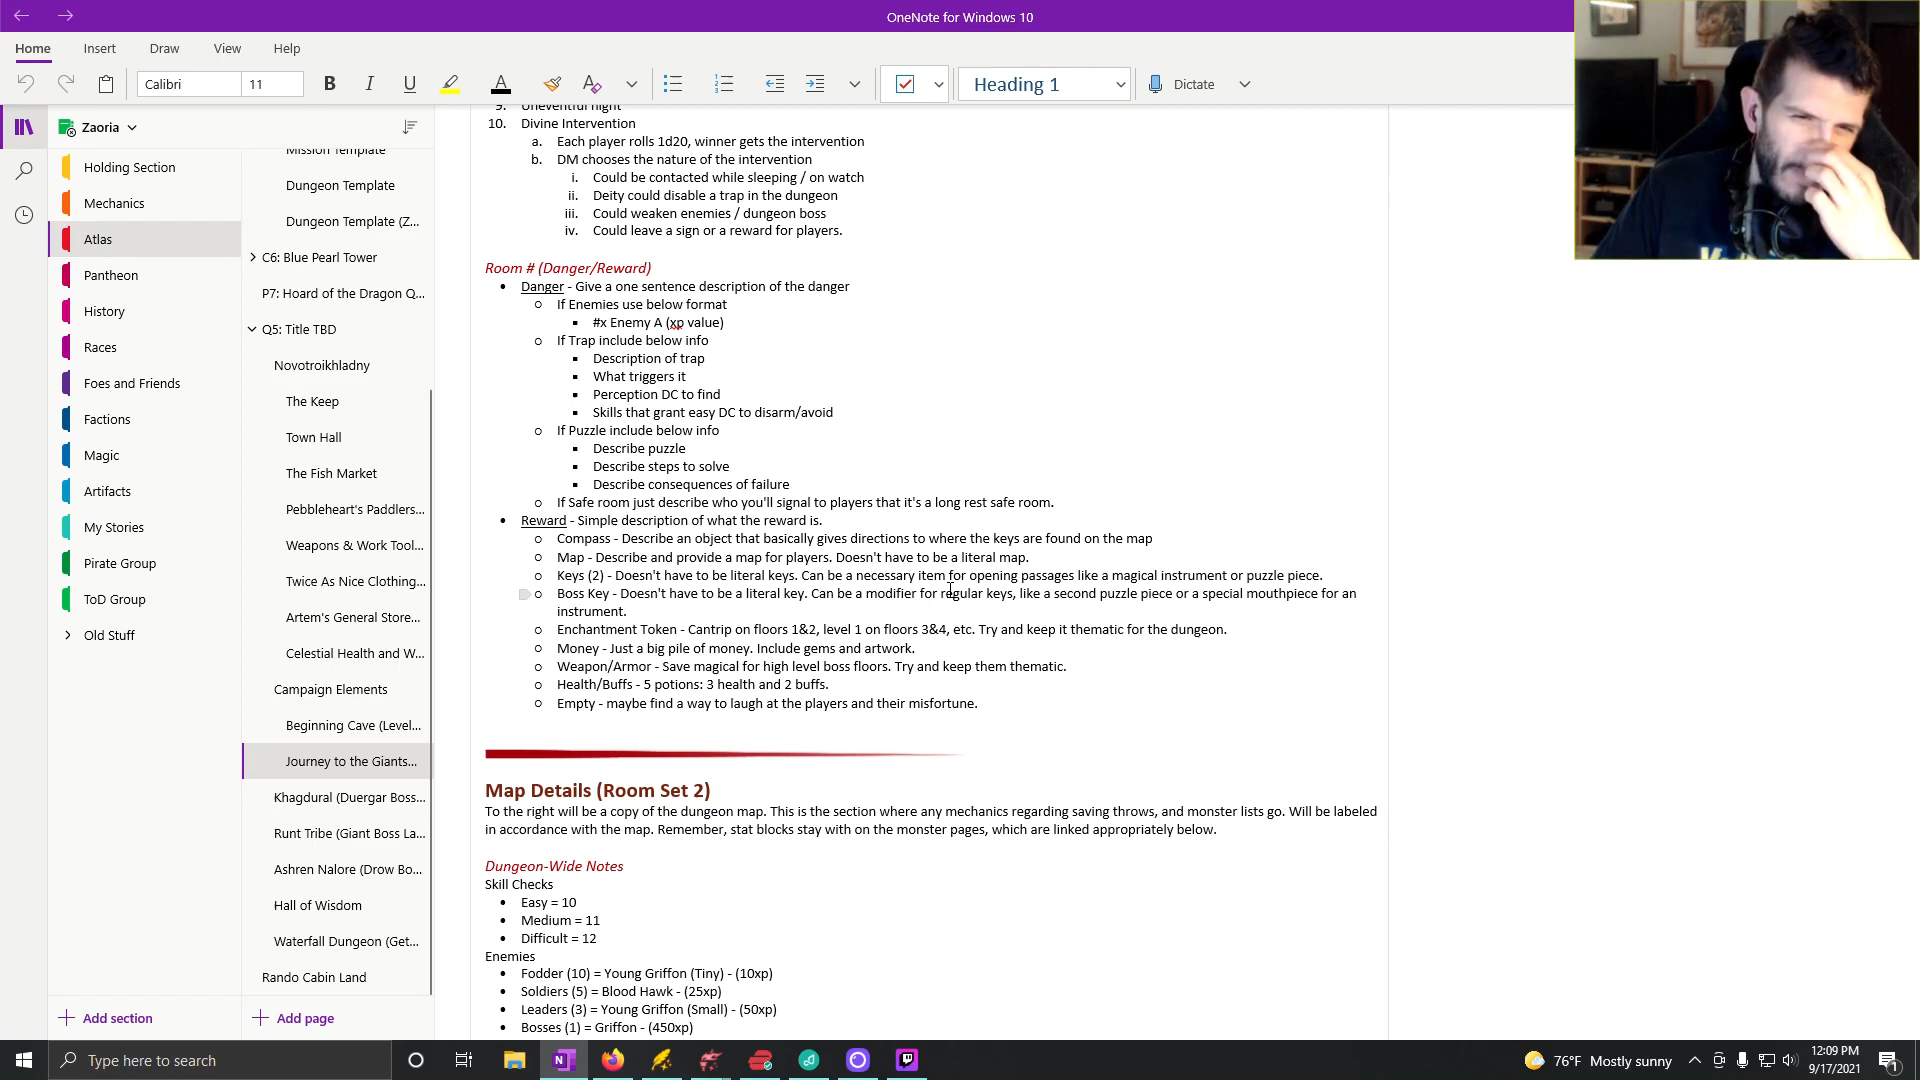 OneNote for Windows 10
Home
Insert
Draw
View
Help
Calibri
11
B
I
U
A
A
Heading 1
Dictate
Zaoria
Holding Section
Mechanics
Atlas
Pantheon
History
Races
Foes and Friends
Factions
Magic
Artifacts
My Stories
Pirate Group
ToD Group
Old Stuff
Add section
Mission Template
Dungeon Template
Dungeon Template (Z...
C6: Blue Pearl Tower
P7: Hoard of the Dragon Q...
Q5: Title TBD
Novotroikhladny
The Keep
Town Hall
The Fish Market
Pebbleheart's Paddlers...
Weapons & Work Tool...
Twice As Nice Clothing...
Artem's General Store...
Celestial Health and W...
Campaign Elements
Beginning Cave (Level...
Journey to the Giants...
Khagdural (Duergar Boss...
Runt Tribe (Giant Boss La...
Ashren Nalore (Drow Bo...
Hall of Wisdom
Waterfall Dungeon (Get...
Rando Cabin Land
Add page
9. Uneventful night
10. Divine Intervention
a. Each player rolls 1d20, winner gets the intervention
b. DM chooses the nature of the intervention
i. Could be contacted while sleeping / on watch
ii. Deity could disable a trap in the dungeon
iii. Could weaken enemies / dungeon boss
iv. Could leave a sign or a reward for players.
Room # (Danger/Reward)
• Danger - Give a one sentence description of the danger
o If Enemies use below format
▪ #x Enemy A (xp value)
o If Trap include below info
▪ Description of trap
▪ What triggers it
▪ Perception DC to find
▪ Skills that grant easy DC to disarm/avoid
o If Puzzle include below info
▪ Describe puzzle
▪ Describe steps to solve
▪ Describe consequences of failure
o If Safe room just describe who you'll signal to players that it's a long rest safe room.
• Reward - Simple description of what the reward is.
o Compass - Describe an object that basically gives directions to where the keys are found on the map
o Map - Describe and provide a map for players. Doesn't have to be a literal map.
o Keys (2) - Doesn't have to be literal keys. Can be a necessary item for opening passages like a magical instrument or puzzle piece.
o Boss Key - Doesn't have to be a literal key. Can be a modifier for regular keys, like a second puzzle piece or a special mouthpiece for an
instrument.
o Enchantment Token - Cantrip on floors 1&2, level 1 on floors 3&4, etc. Try and keep it thematic for the dungeon.
o Money - Just a big pile of money. Include gems and artwork.
o Weapon/Armor - Save magical for high level boss floors. Try and keep them thematic.
o Health/Buffs - 5 potions: 3 health and 2 buffs.
o Empty - maybe find a way to laugh at the players and their misfortune.
Map Details (Room Set 2)
To the right will be a copy of the dungeon map. This is the section where any mechanics regarding saving throws, and monster lists go. Will be labeled
in accordance with the map. Remember, stat blocks stay with on the monster pages, which are linked appropriately below.
Dungeon-Wide Notes
Skill Checks
• Easy = 10
• Medium = 11
• Difficult = 12
Enemies
• Fodder (10) = Young Griffon (Tiny) - (10xp)
• Soldiers (5) = Blood Hawk - (25xp)
• Leaders (3) = Young Griffon (Small) - (50xp)
• Bosses (1) = Griffon - (450xp)
Type here to search
76°F Mostly sunny
12:09 PM
9/17/2021
1